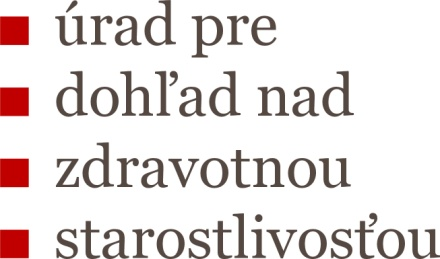 úrad pre
dohľad nad
zdravotnou
starostlivosťou